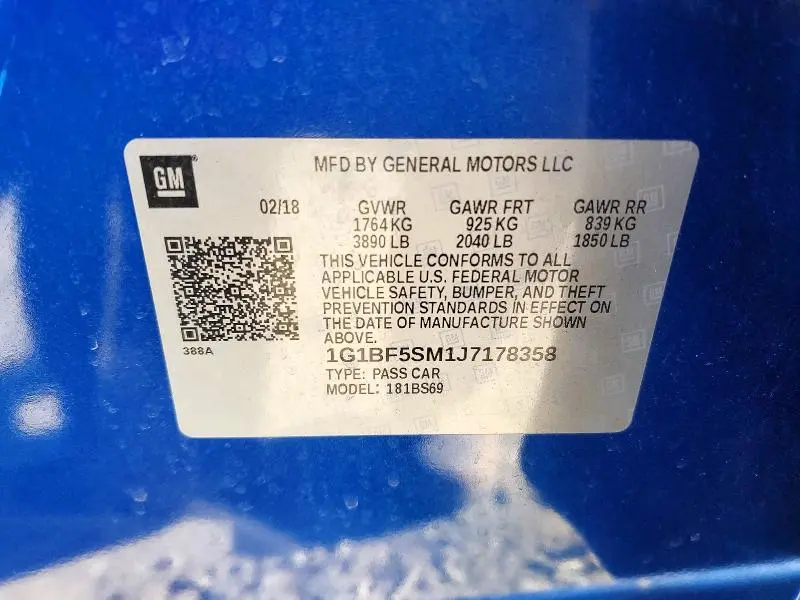 GM
MFD BY GENERAL MOTORS LLC
02/18 GVWR GAWR FRT GAWR RR
1764 KG 925 KG 839 KG
3890 LB 2040 LB 1850 LB
THIS VEHICLE CONFORMS TO ALL
APPLICABLE U.S. FEDERAL MOTOR
VEHICLE SAFETY, BUMPER, AND THEFT
PREVENTION STANDARDS IN EFFECT ON
THE DATE OF MANUFACTURE SHOWN
ABOVE.
388A
1G1BF5SM1J7178358
TYPE: PASS CAR
MODEL: 181BS69